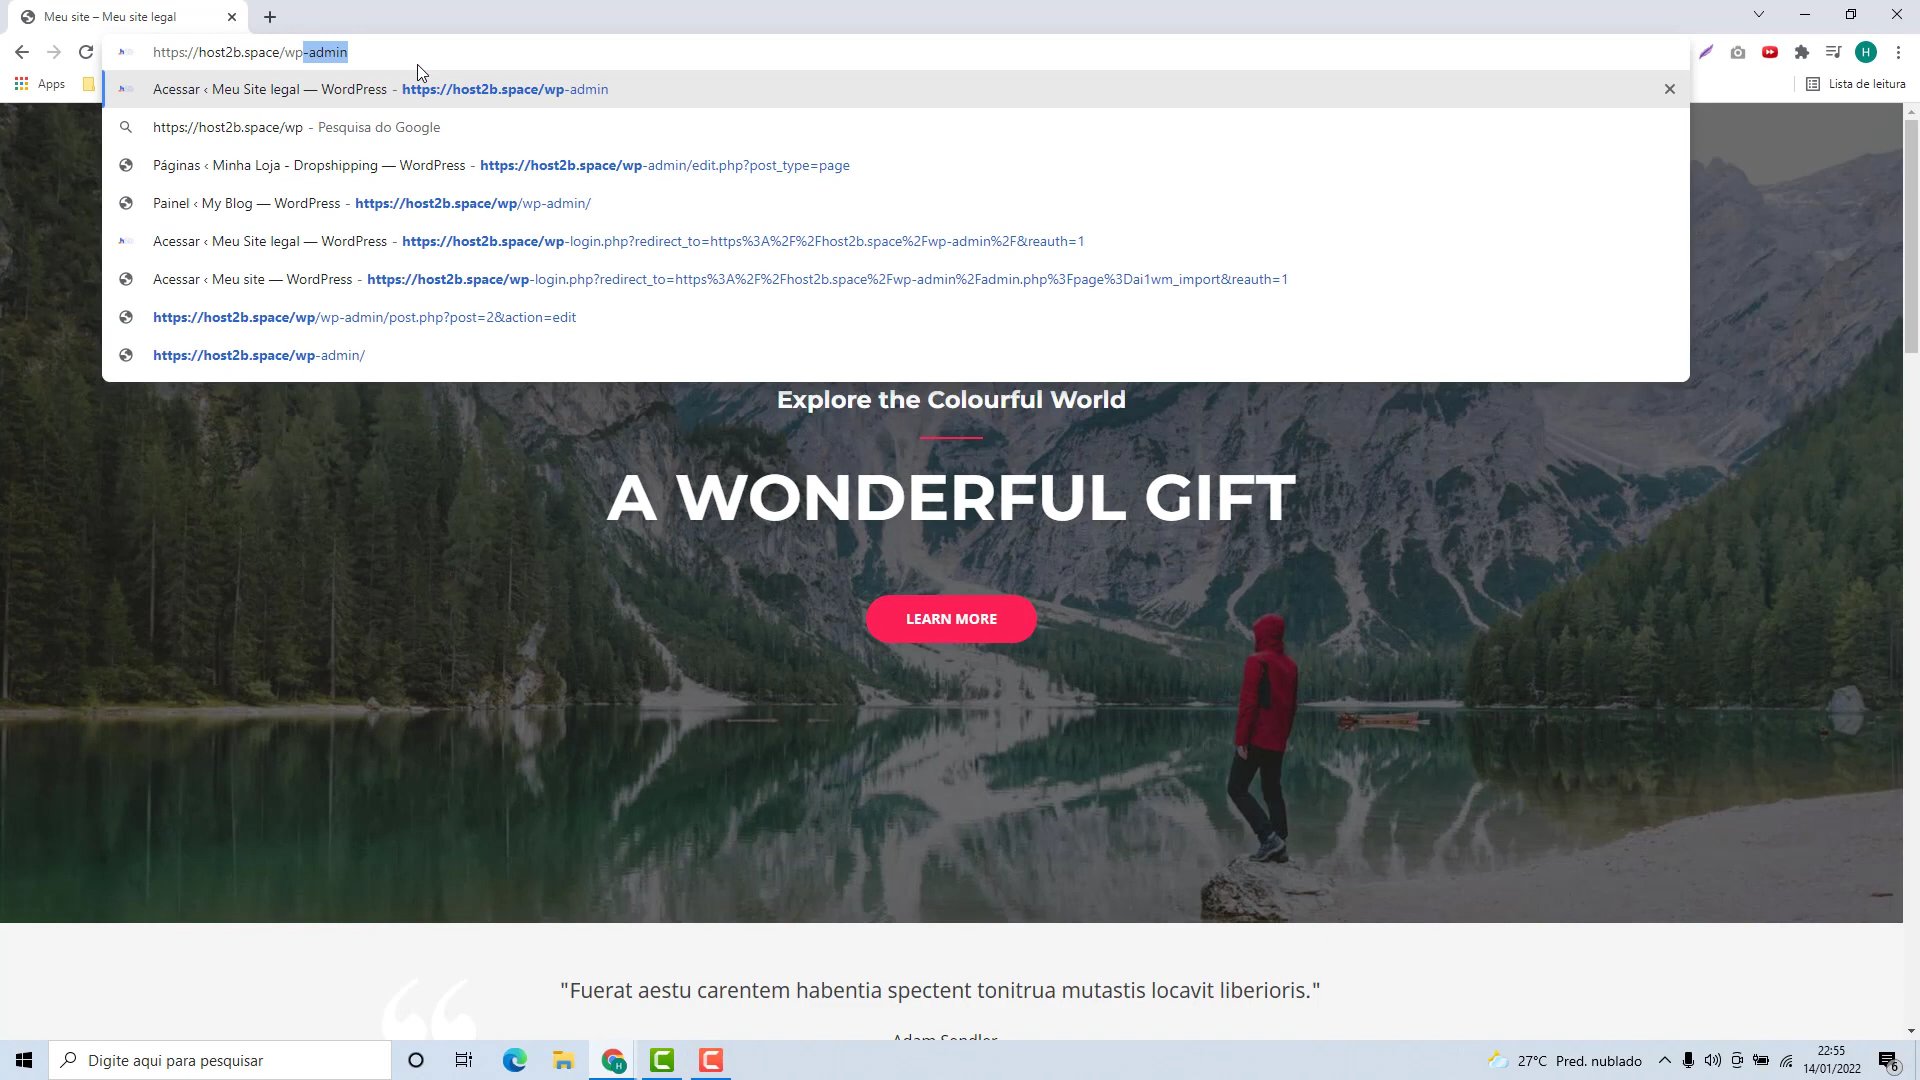 Meu site – Meu site legal
https://host2b.space/wp-admin
Acessar ‹ Meu Site legal — WordPress - https://host2b.space/wp-admin
https://host2b.space/wp - Pesquisa do Google
Páginas ‹ Minha Loja - Dropshipping — WordPress - https://host2b.space/wp-admin/edit.php?post_type=page
Painel ‹ My Blog — WordPress - https://host2b.space/wp/wp-admin/
Acessar ‹ Meu Site legal — WordPress - https://host2b.space/wp-login.php?redirect_to=https%3A%2F%2Fhost2b.space%2Fwp-admin%2F&reauth=1
Acessar ‹ Meu site — WordPress - https://host2b.space/wp-login.php?redirect_to=https%3A%2F%2Fhost2b.space%2Fwp-admin%2Fadmin.php%3Fpage%3Dai1wm_import&reauth=1
https://host2b.space/wp/wp-admin/post.php?post=2&action=edit
https://host2b.space/wp-admin/
H
Apps
Lista de leitura
Explore the Colourful World
A WONDERFUL GIFT
LEARN MORE
"Fuerat aestu carentem habentia spectent tonitrua mutastis locavit liberioris."
Adam Sendler
Digite aqui para pesquisar
27°C Pred. nublado
22:55
14/01/2022
6